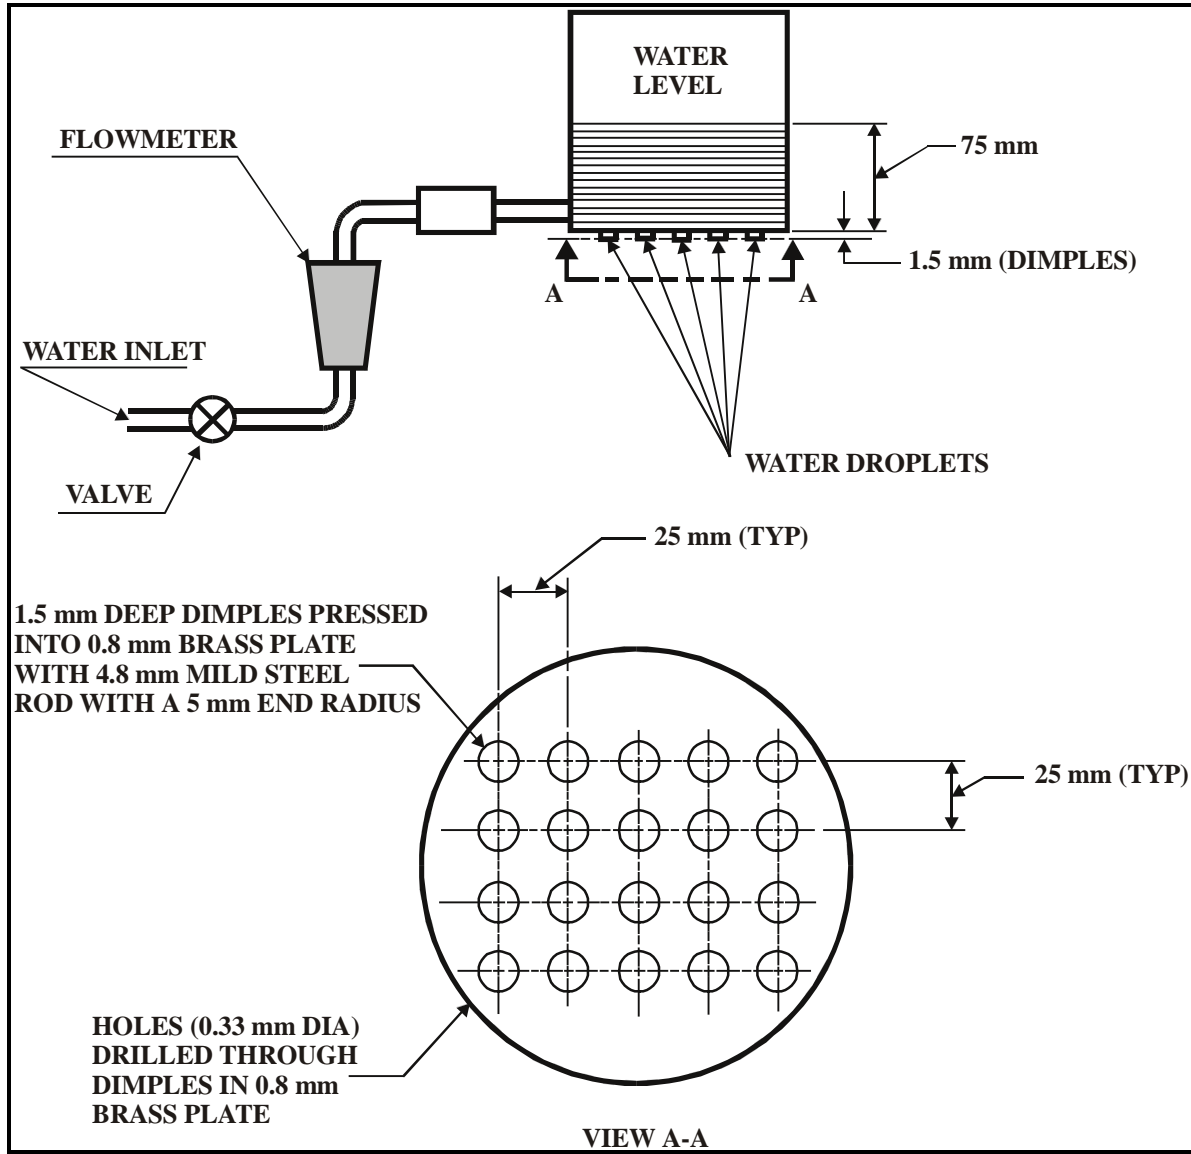 WATER
LEVEL
FLOWMETER
75 mm
1.5 mm (DIMPLES)
A
A
WATER INLET
WATER DROPLETS
VALVE
25 mm (TYP)
1.5 mm DEEP DIMPLES PRESSED
INTO 0.8 mm BRASS PLATE
WITH 4.8 mm MILD STEEL
ROD WITH A 5 mm END RADIUS
25 mm (TYP)
HOLES (0.33 mm DIA)
DRILLED THROUGH
DIMPLES IN 0.8 mm
BRASS PLATE
VIEW A-A